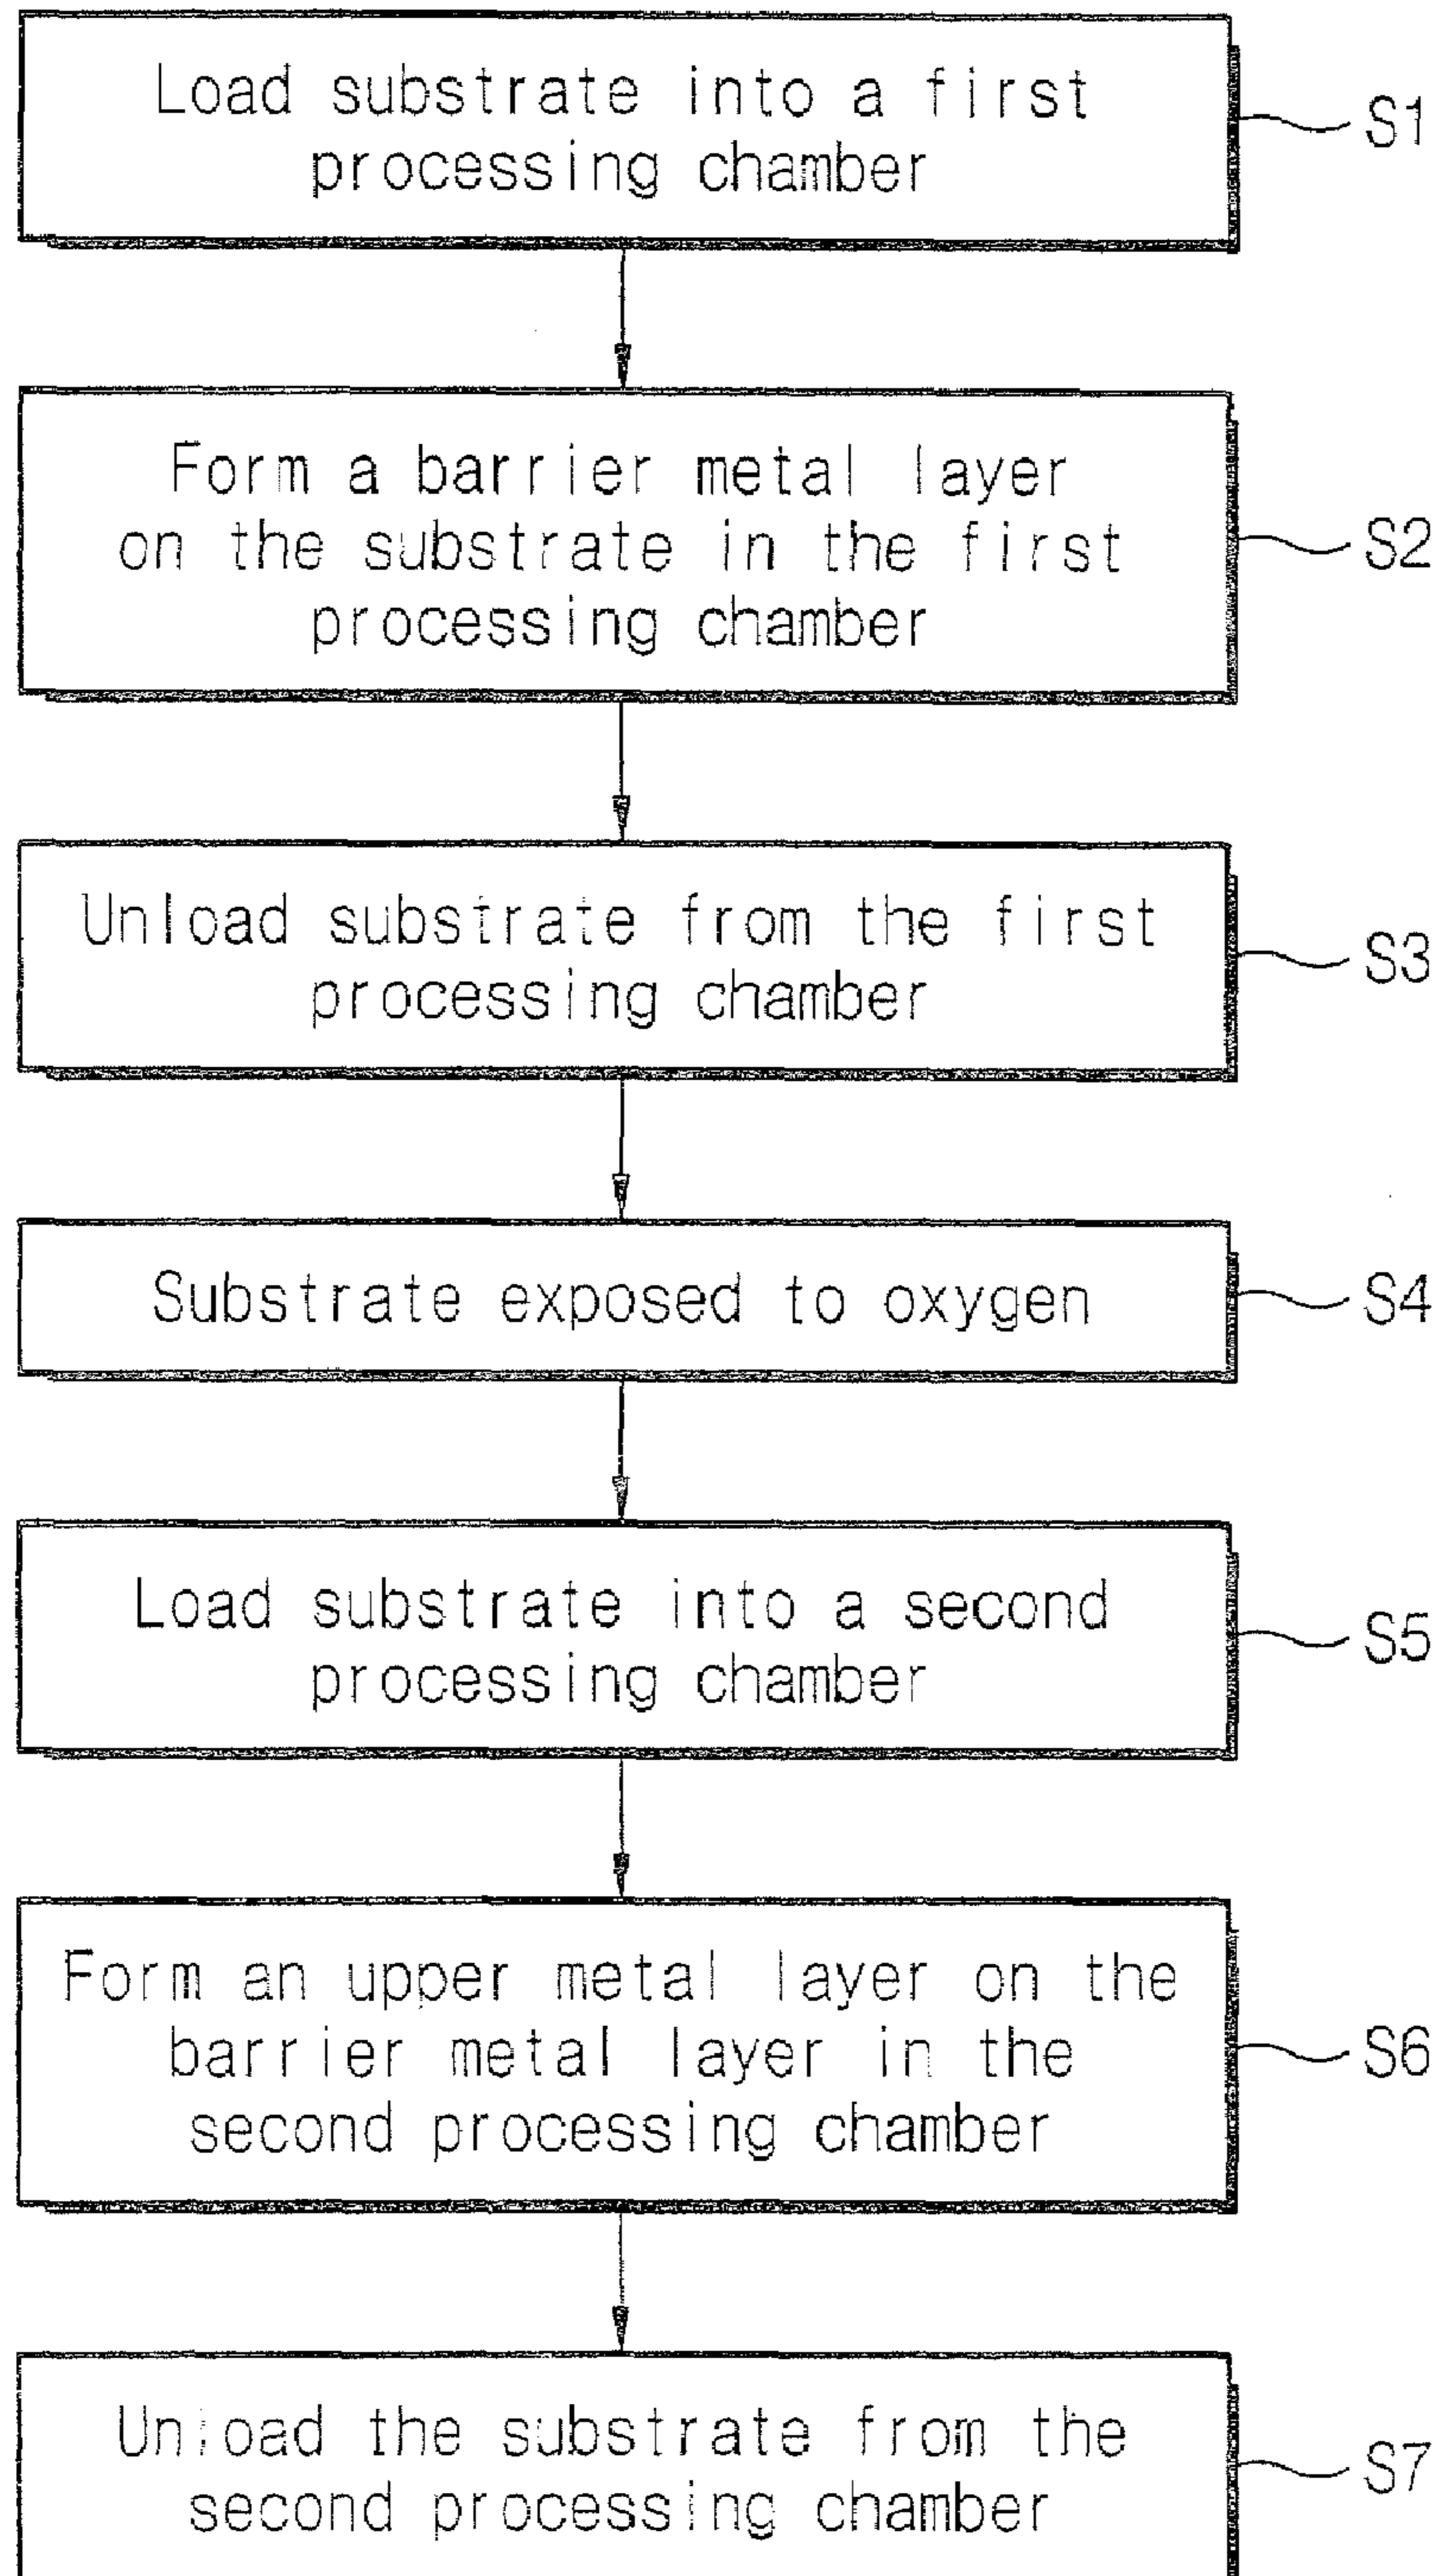 Load substrate into a first
processing chamber
S1
Form a barrier metal layer
on the substrate in the first
processing chamber
S2
Unload substrate from the first
processing chamber
S3
Substrate exposed to oxygen
S4
Load substrate into a second
processing chamber
S5
Form an upper metal layer on the
barrier metal layer in the
second processing chamber
S6
Unload the substrate from the
second processing chamber
S7